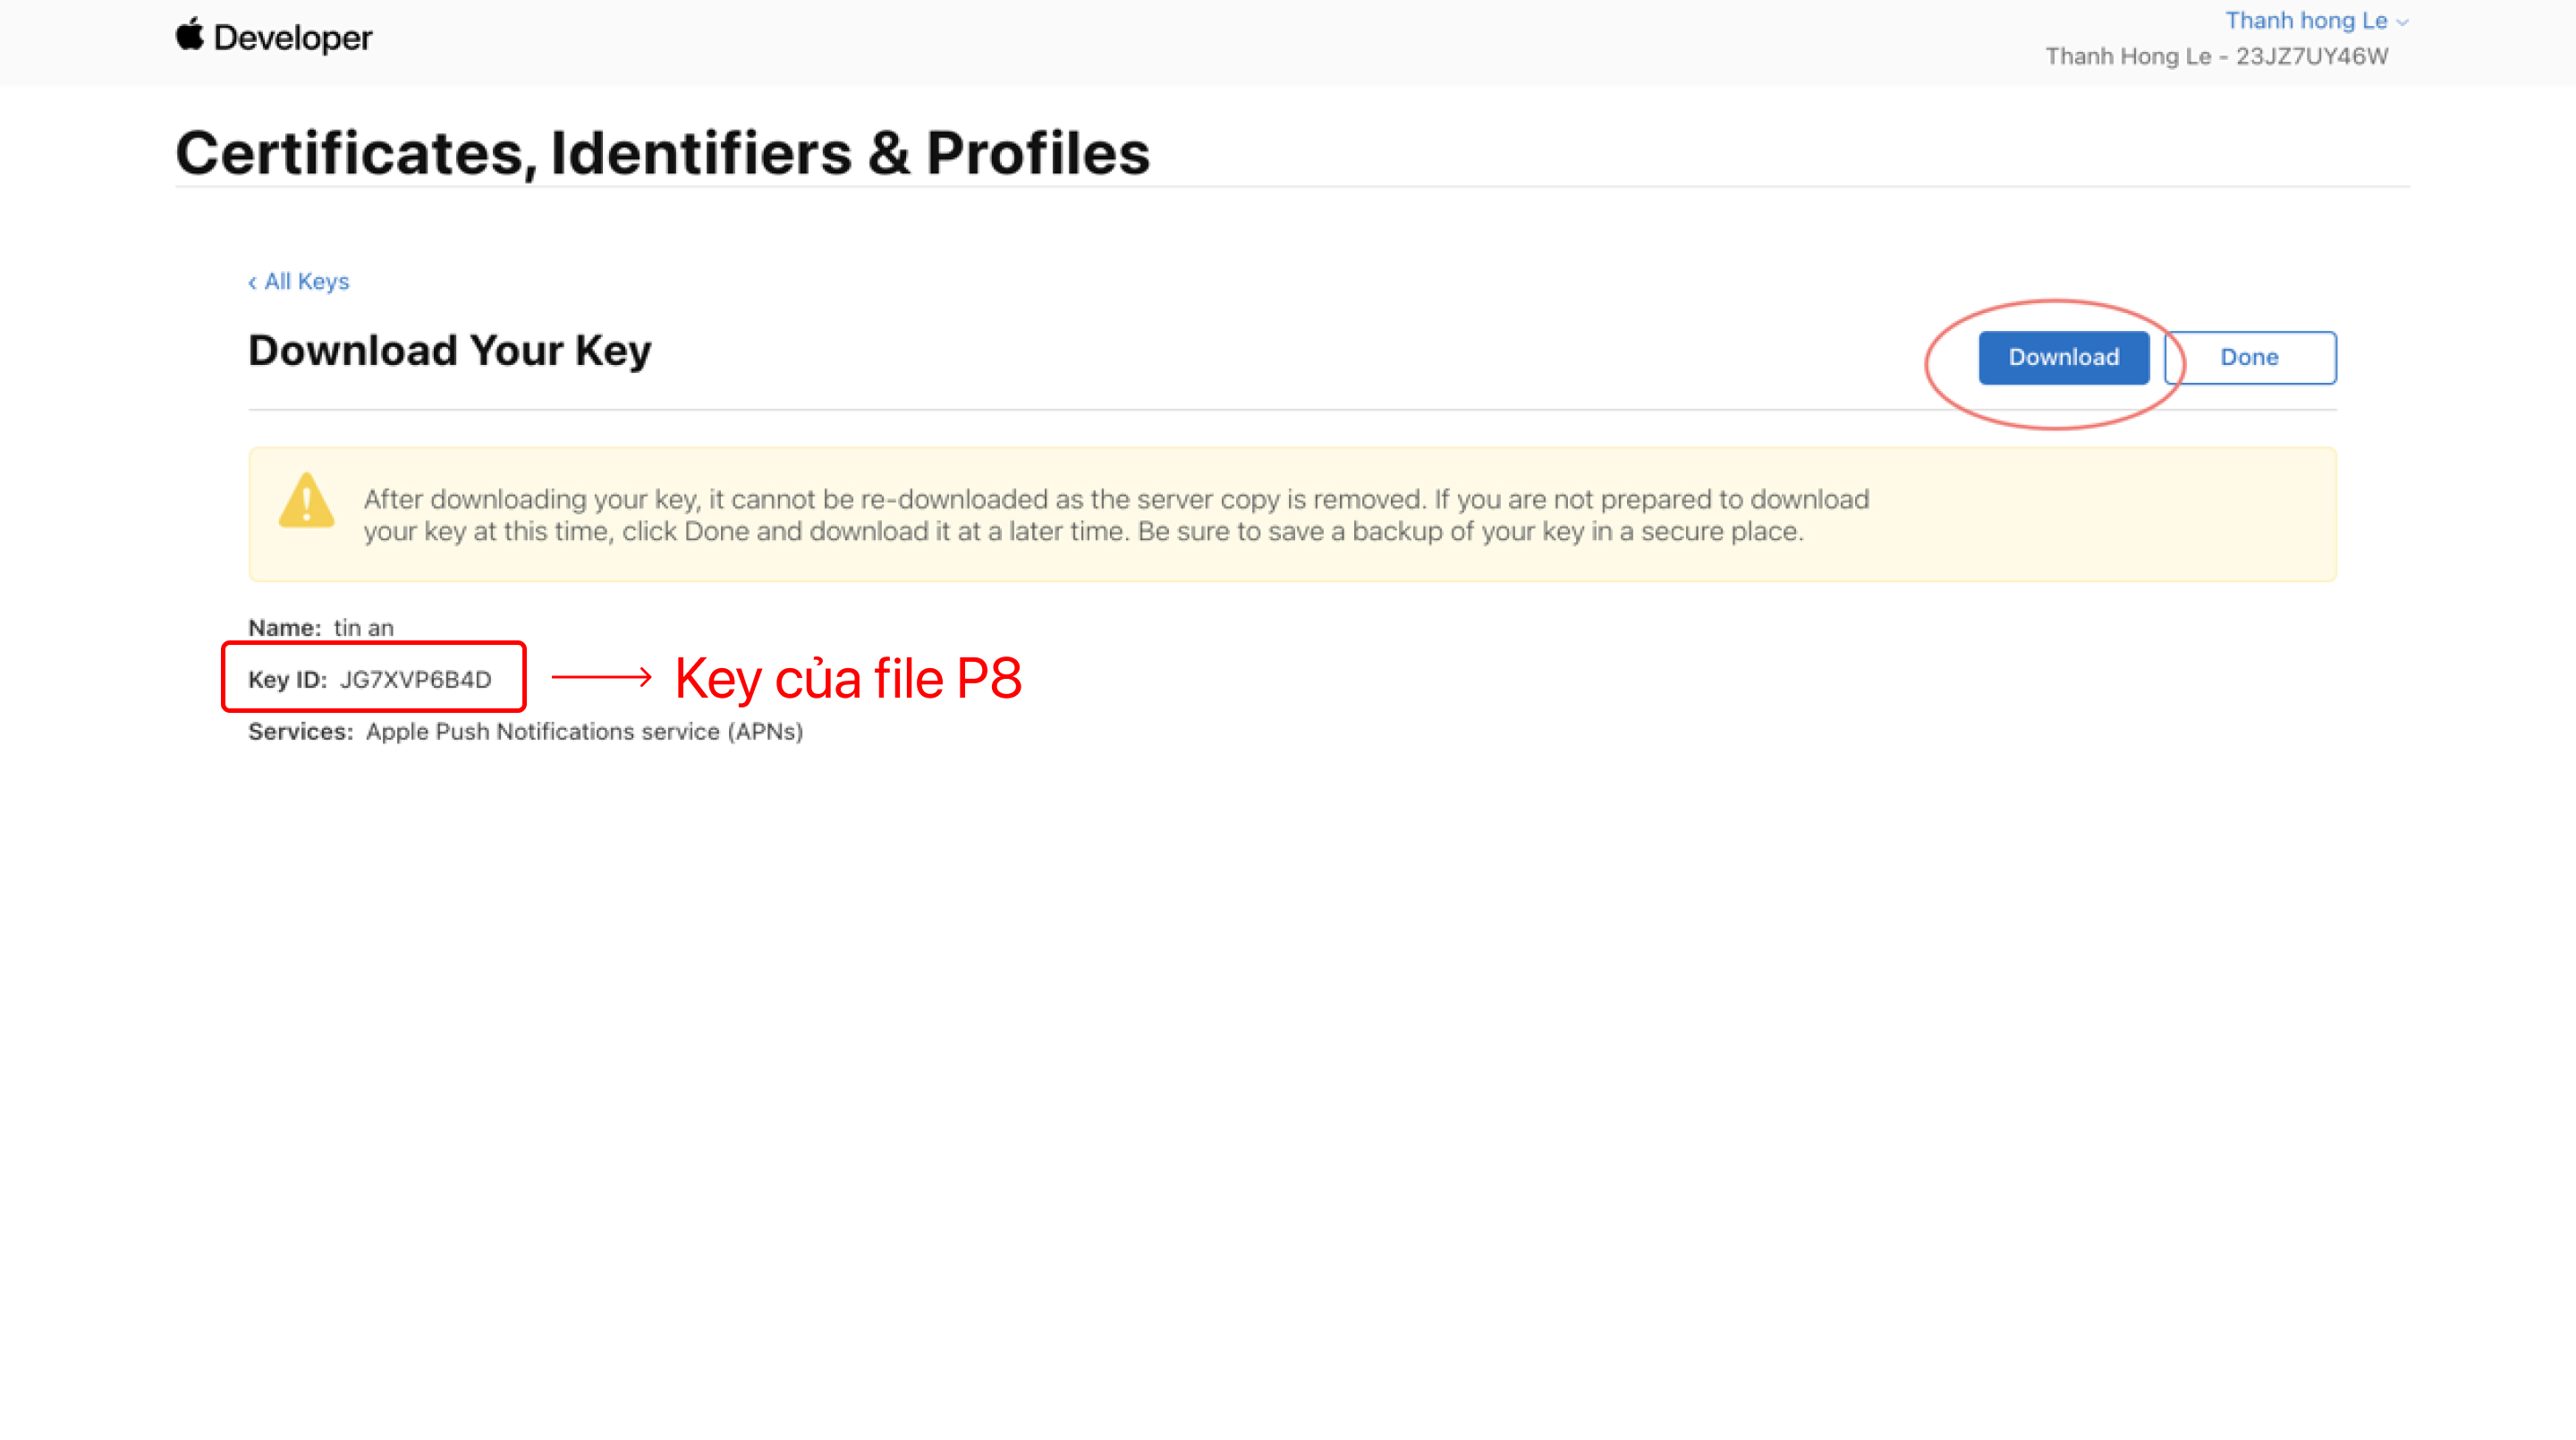 Developer
Thanh hong Le
Thanh Hong Le - 23JZ7UY46W
Certificates, Identifiers & Profiles
‹ All Keys
Download Your Key
Download
Done
After downloading your key, it cannot be re-downloaded as the server copy is removed. If you are not prepared to download
your key at this time, click Done and download it at a later time. Be sure to save a backup of your key in a secure place.
Name: tin an
Key ID: JG7XVP6B4D
Key của file P8
Services: Apple Push Notifications service (APNs)